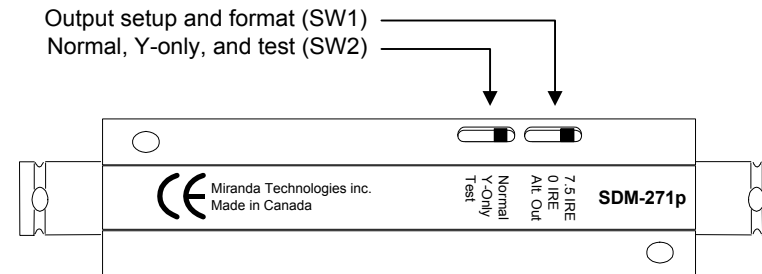 Output setup and format (SW1)
Normal, Y-only, and test (SW2)
CE
Miranda Technologies inc.
Made in Canada
Normal
Y-Only
Test
7.5 IRE
0 IRE
Alt. Out
SDM-271p